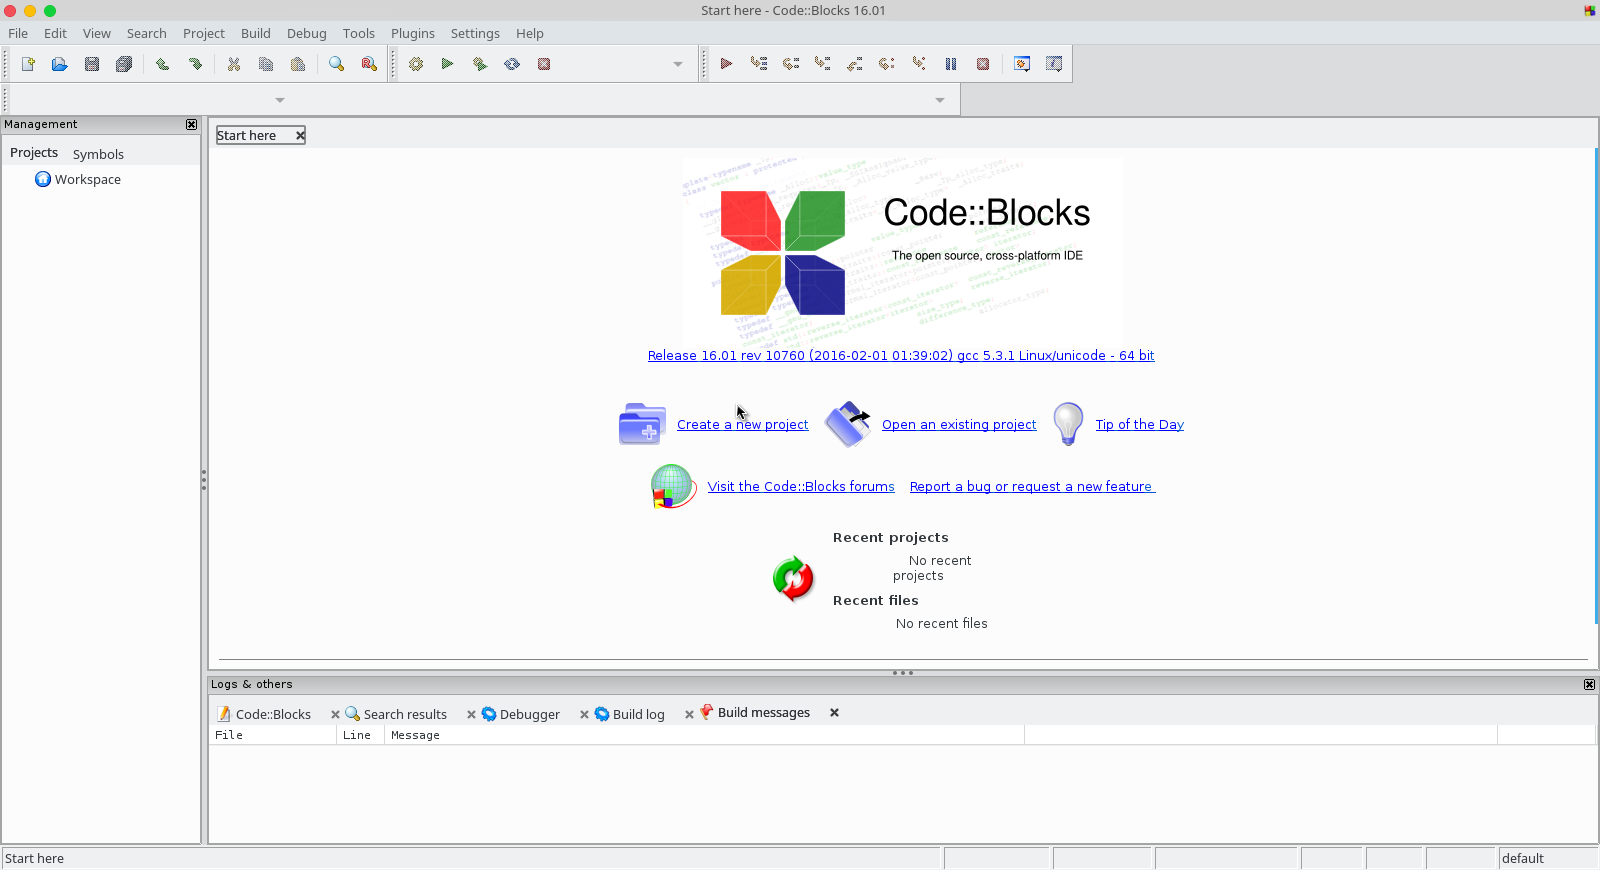 Start here - Code::Blocks 16.01
File Edit View Search Project Build Debug Tools Plugins Settings Help
Management
Projects Symbols
Workspace
Start here
Code::Blocks
The open source, cross-platform IDE
Release 16.01 rev 10760 (2016-02-01 01:39:02) gcc 5.3.1 Linux/unicode - 64 bit
Create a new project Open an existing project Tip of the Day
Visit the Code::Blocks forums Report a bug or request a new feature
Recent projects
No recent
projects
Recent files
No recent files
Logs & others
Code::Blocks Search results Debugger Build log Build messages
File Line Message
Start here default